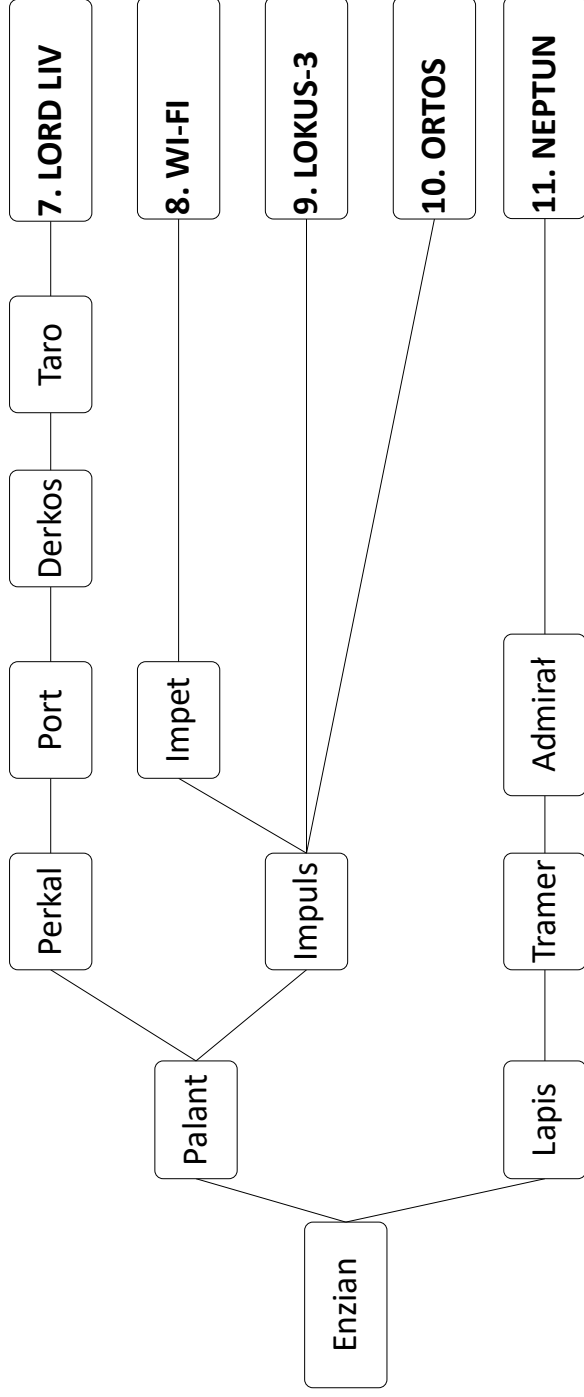 Enzian
Palant
Lapis
Perkal
Impuls
Tramer
Port
Impet
Admirał
Derkos
Taro
7. LORD LIV
8. WI-FI
9. LOKUS-3
10. ORTOS
11. NEPTUN